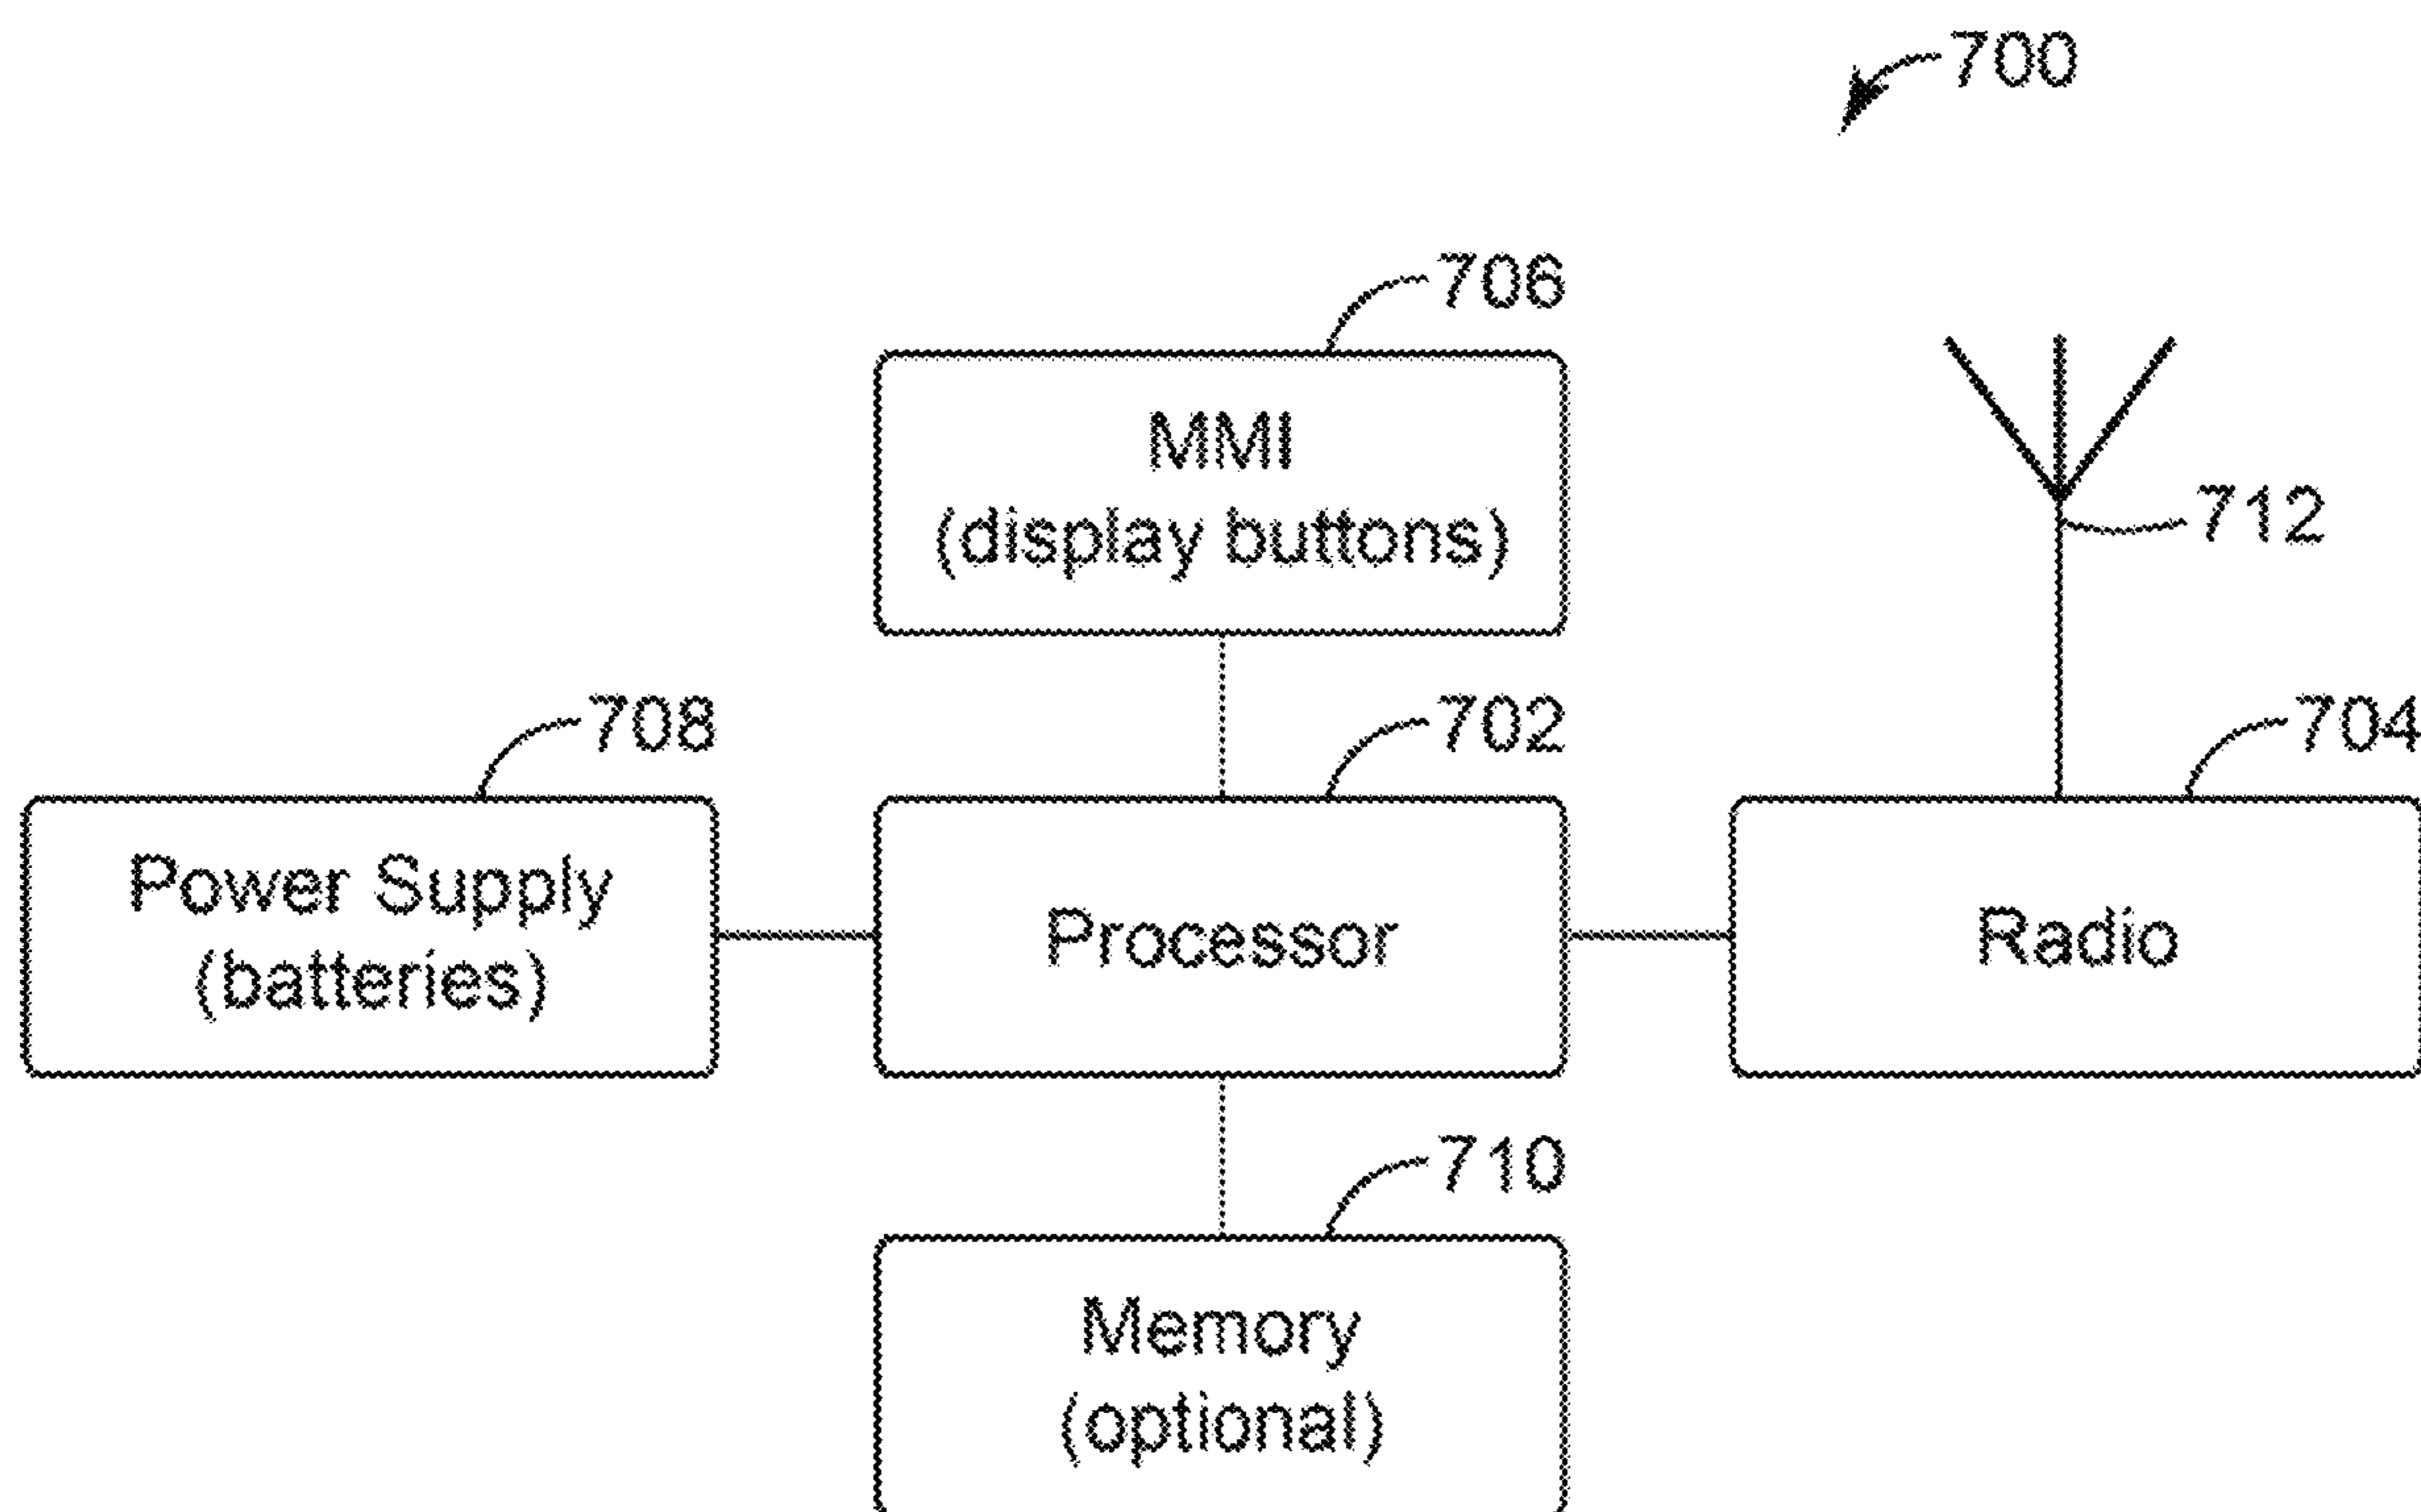 700
706
MMI
(display buttons)
712
708
702
704
Power Supply
(batteries)
Processor
Radio
710
Memory
(optional)